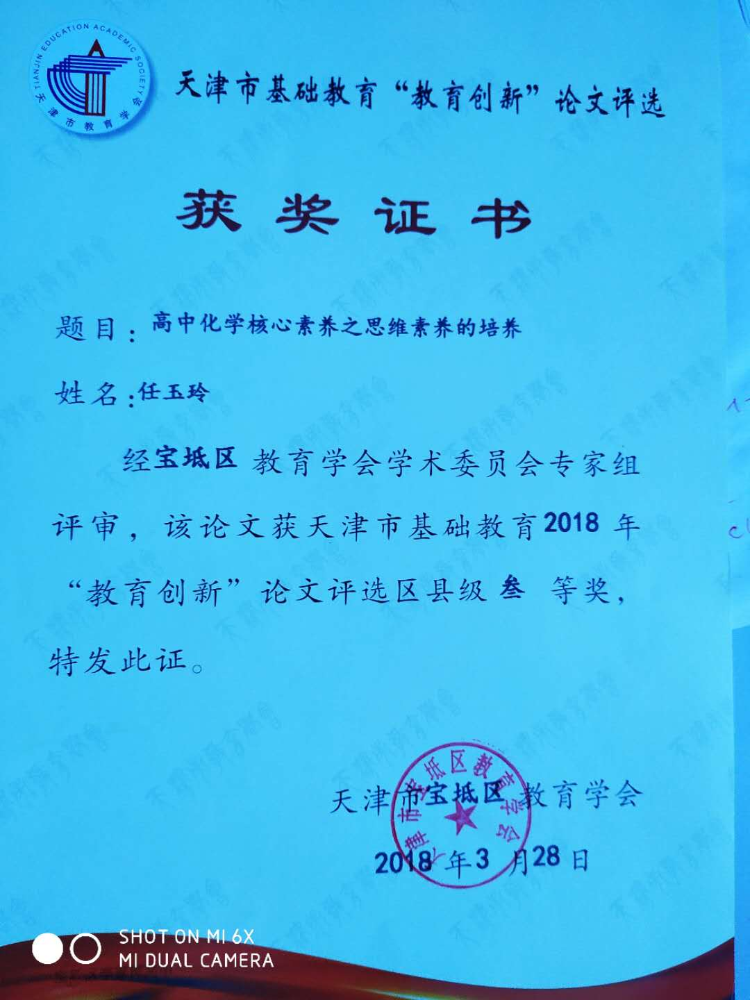 TIANJIN EDUCATION ACADEMIC SOCIETY
天津市教育学会
天津市基础教育“教育创新”论文评选
获奖证书
题目：高中化学核心素养之思维素养的培养
姓名：任玉玲
经宝坻区 教育学会学术委员会专家组
评审，该论文获天津市基础教育2018 年
“教育创新”论文评选区县级 叁 等奖，
特发此证。
天津市宝坻区教育学会
天津市宝坻区 教育学会
2018 年3 月28日
SHOT ON MI 6X
MI DUAL CAMERA